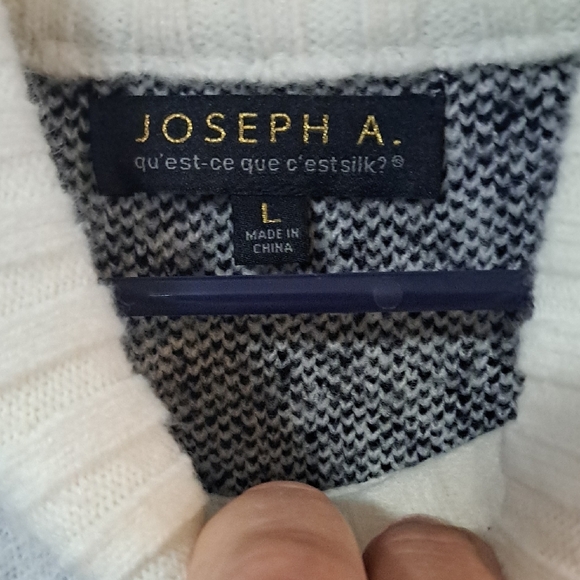 JOSEPH A.
qu'est-ce que c'estsilk?®
L
MADE IN
CHINA